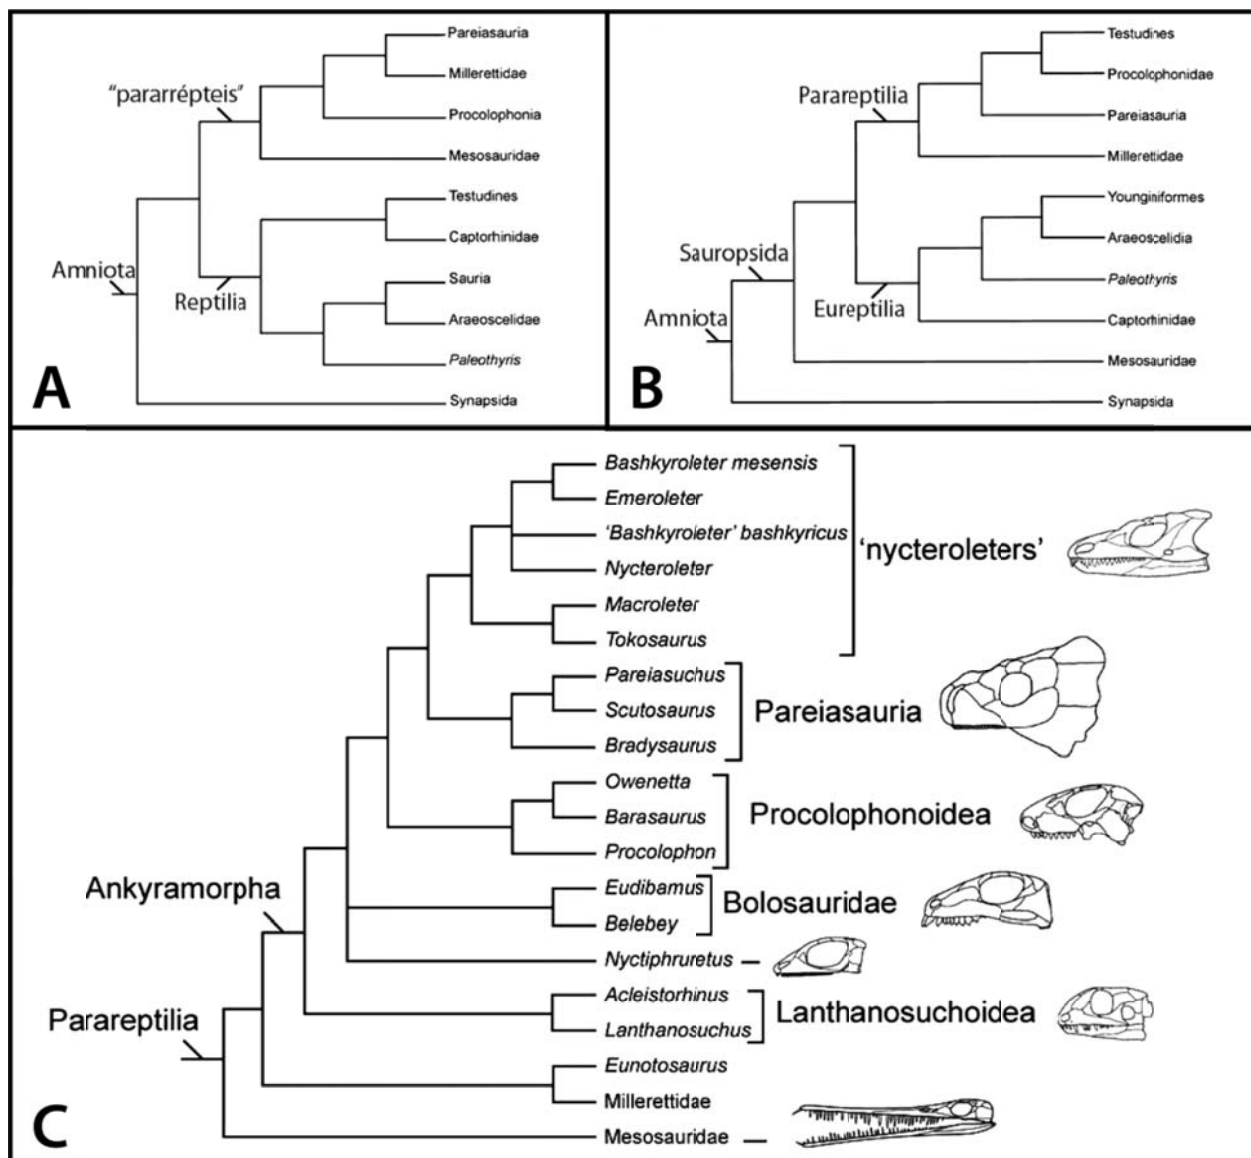 Pareiasauria
Millerettidae
"pararrépteis"
Procolophonia
Mesosauridae
Testudines
Captorhinidae
Amniota
Reptilia
Sauria
Araeoscelidae
Paleothyris
Synapsida
A
Testudines
Procolophonidae
Parareptilia
Pareiasauria
Millerettidae
Younginiformes
Araeoscelidia
Sauropsida
Paleothyris
Eureptilia
Amniota
Captorhinidae
Mesosauridae
Synapsida
B
Bashkyroleter mesensis
Emeroleter
'Bashkyroleter' bashkyricus
'nycteroleters'
Nycteroleter
Macroleter
Tokosaurus
Pareiasuchus
Scutosaurus
Pareiasauria
Bradysaurus
Owenetta
Barasaurus
Procolophonoidea
Procolophon
Ankyramorpha
Eudibamus
Bolosauridae
Belebey
Nyctiphruretus
Acleistorhinus
Lanthanosuchoidea
Parareptilia
Lanthanosuchus
Eunotosaurus
Millerettidae
Mesosauridae
C